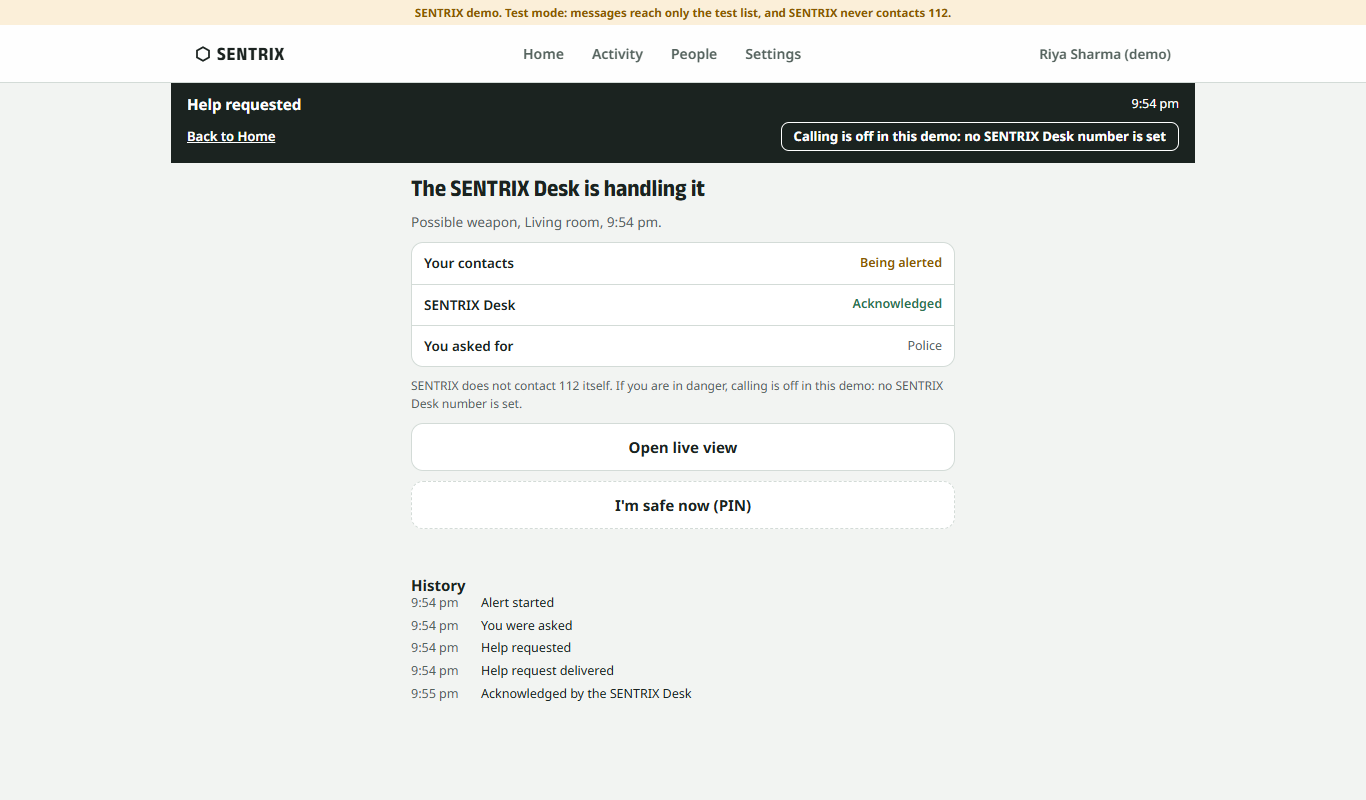 SENTRIX demo. Test mode: messages reach only the test list, and SENTRIX never contacts 112.
SENTRIX
Home
Activity
People
Settings
Riya Sharma (demo)
Help requested
9:54 pm
Back to Home
Calling is off in this demo: no SENTRIX Desk number is set
The SENTRIX Desk is handling it
Possible weapon, Living room, 9:54 pm.
Your contacts
Being alerted
SENTRIX Desk
Acknowledged
You asked for
Police
SENTRIX does not contact 112 itself. If you are in danger, calling is off in this demo: no SENTRIX
Desk number is set.
Open live view
I'm safe now (PIN)
History
9:54 pm Alert started
9:54 pm You were asked
9:54 pm Help requested
9:54 pm Help request delivered
9:55 pm Acknowledged by the SENTRIX Desk